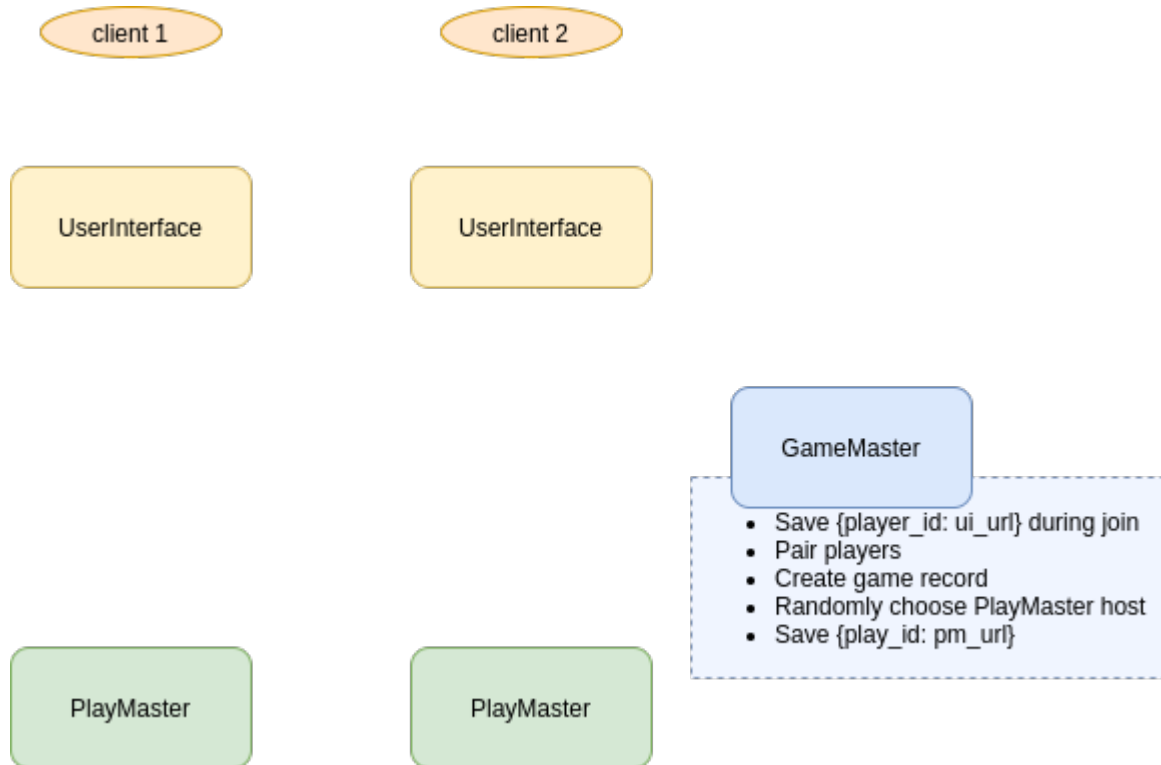 client 1
client 2
UserInterface
UserInterface
GameMaster
• Save {player_id: ui_url} during join
• Pair players
• Create game record
• Randomly choose PlayMaster host
• Save {play_id: pm_url}
PlayMaster
PlayMaster